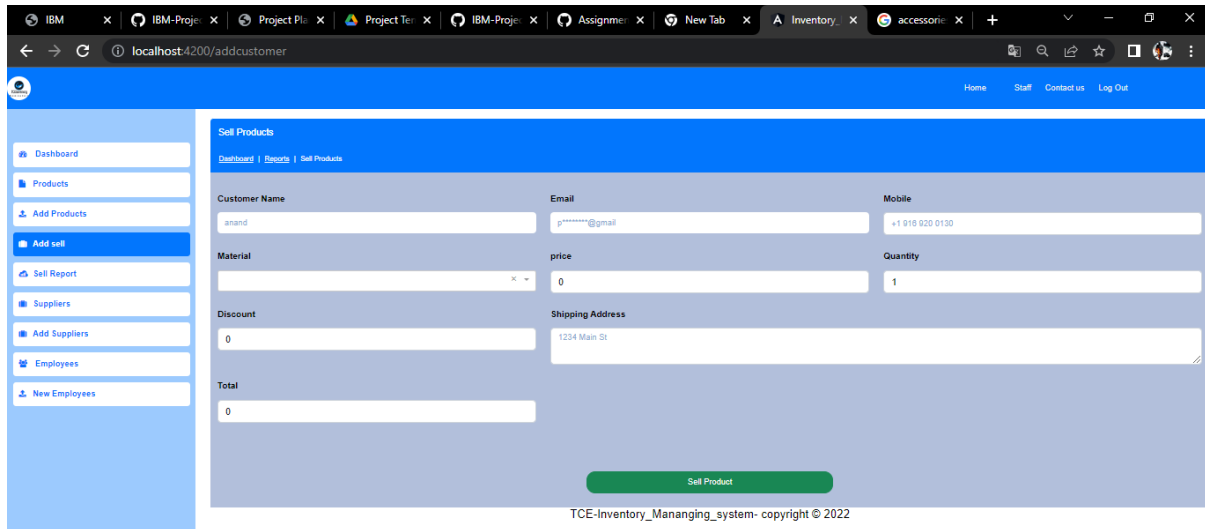 IBM
IBM-Projec
Project Pla
Project Ter
IBM-Projec
Assignmen
New Tab
Inventory_
accessorie
localhost:4200/addcustomer
Home Staff Contact us Log Out
Dashboard
Products
Add Products
Add sell
Sell Report
Suppliers
Add Suppliers
Employees
New Employees
Sell Products
Dashboard | Reports | Sell Products
Customer Name Email Mobile
anand p********@gmail +1 916 920 0130
Material price Quantity
0 1
Discount Shipping Address
0 1234 Main St
Total
0
Sell Product
TCE-Inventory_Mananging_system- copyright © 2022